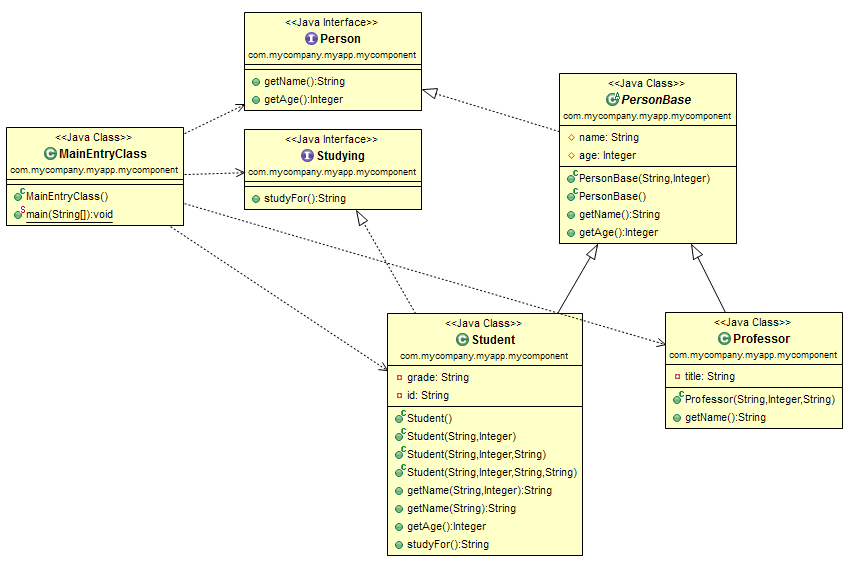 <<Java Interface>>
I Person
com.mycompany.myapp.mycomponent
getName():String
getAge():Integer
<<Java Class>>
C A PersonBase
com.mycompany.myapp.mycomponent
name: String
age: Integer
C PersonBase(String,Integer)
C PersonBase()
getName():String
getAge():Integer
<<Java Class>>
C MainEntryClass
com.mycompany.myapp.mycomponent
C MainEntryClass()
S main(String[]):void
<<Java Interface>>
I Studying
com.mycompany.myapp.mycomponent
studyFor():String
<<Java Class>>
C Student
com.mycompany.myapp.mycomponent
grade: String
id: String
C Student()
C Student(String,Integer)
C Student(String,Integer,String)
C Student(String,Integer,String,String)
getName(String,Integer):String
getName(String):String
getAge():Integer
studyFor():String
<<Java Class>>
C Professor
com.mycompany.myapp.mycomponent
title: String
C Professor(String,Integer,String)
getName():String